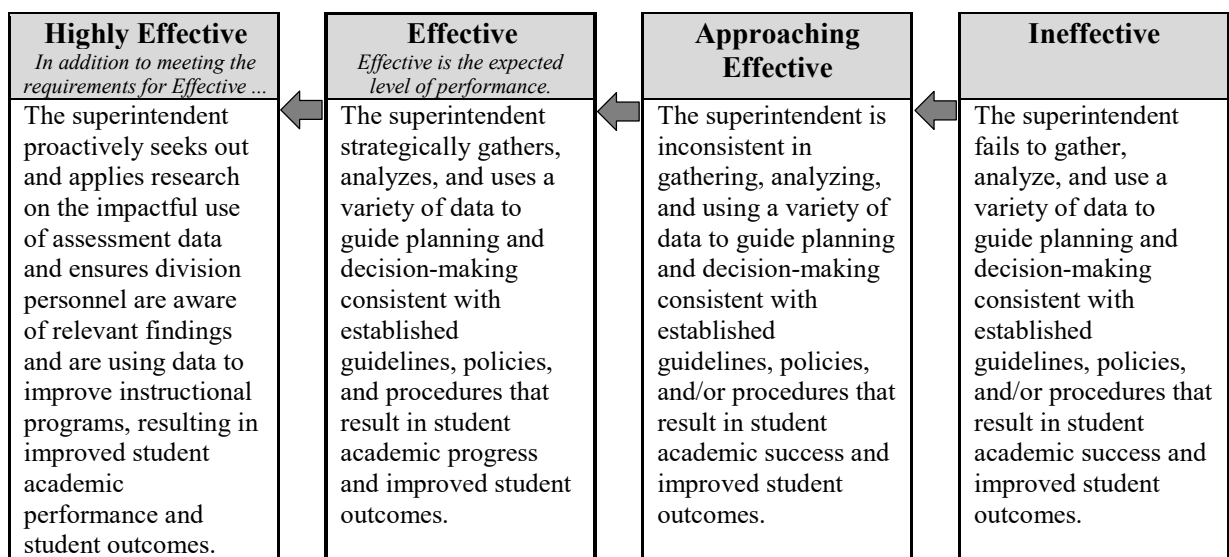 Highly Effective
In addition to meeting the
requirements for Effective ...
The superintendent
proactively seeks out
and applies research
on the impactful use
of assessment data
and ensures division
personnel are aware
of relevant findings
and are using data to
improve instructional
programs, resulting in
improved student
academic
performance and
student outcomes.
Effective
Effective is the expected
level of performance.
The superintendent
strategically gathers,
analyzes, and uses a
variety of data to
guide planning and
decision-making
consistent with
established
guidelines, policies,
and procedures that
result in student
academic progress
and improved student
outcomes.
Approaching
Effective
The superintendent is
inconsistent in
gathering, analyzing,
and using a variety of
data to guide planning
and decision-making
consistent with
established
guidelines, policies,
and/or procedures that
result in student
academic success and
improved student
outcomes.
Ineffective
The superintendent
fails to gather,
analyze, and use a
variety of data to
guide planning and
decision-making
consistent with
established
guidelines, policies,
and/or procedures that
result in student
academic success and
improved student
outcomes.